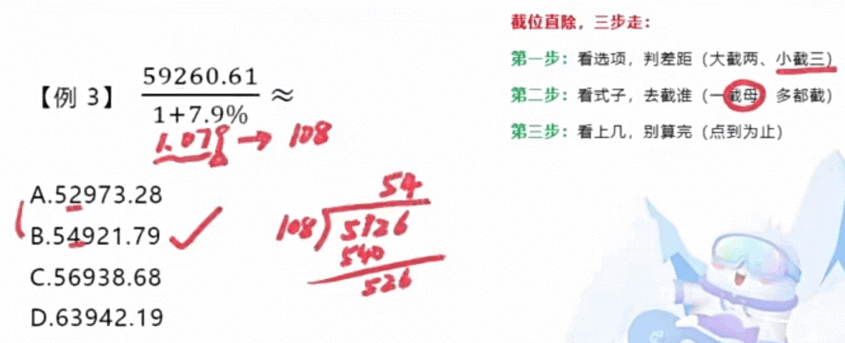 截位直除，三步走：
第一步：看选项，判差距（大截两、小截三）
第二步：看式子，去截谁（一截母，多都截）
第三步：看上几，别算完（点到为止）
【例 3】 59260.61
1+7.9% ≈
1.079 → 108
A.52973.28
B.54921.79
C.56938.68
D.63942.19
54
108 5926
540
526